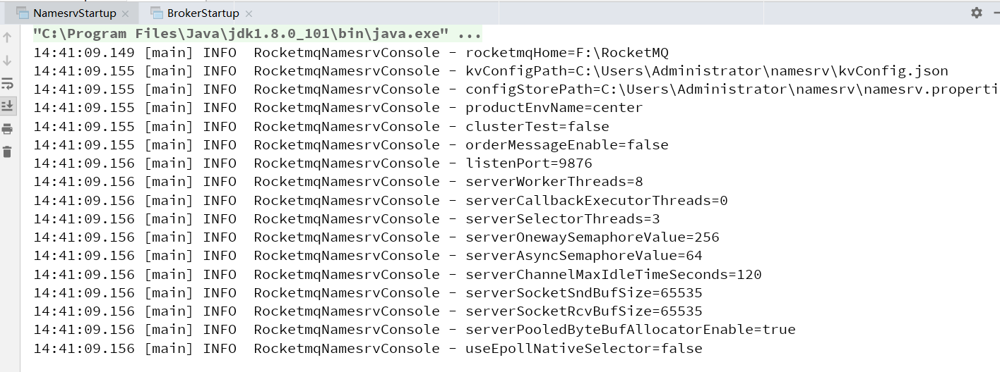 NamesrvStartup × BrokerStartup ×
"C:\Program Files\Java\jdk1.8.0_101\bin\java.exe" ...
14:41:09.149 [main] INFO  RocketmqNamesrvConsole - rocketmqHome=F:\RocketMQ
14:41:09.155 [main] INFO  RocketmqNamesrvConsole - kvConfigPath=C:\Users\Administrator\namesrv\kvConfig.json
14:41:09.155 [main] INFO  RocketmqNamesrvConsole - configStorePath=C:\Users\Administrator\namesrv\namesrv.properti
14:41:09.155 [main] INFO  RocketmqNamesrvConsole - productEnvName=center
14:41:09.155 [main] INFO  RocketmqNamesrvConsole - clusterTest=false
14:41:09.155 [main] INFO  RocketmqNamesrvConsole - orderMessageEnable=false
14:41:09.156 [main] INFO  RocketmqNamesrvConsole - listenPort=9876
14:41:09.156 [main] INFO  RocketmqNamesrvConsole - serverWorkerThreads=8
14:41:09.156 [main] INFO  RocketmqNamesrvConsole - serverCallbackExecutorThreads=0
14:41:09.156 [main] INFO  RocketmqNamesrvConsole - serverSelectorThreads=3
14:41:09.156 [main] INFO  RocketmqNamesrvConsole - serverOnewaySemaphoreValue=256
14:41:09.156 [main] INFO  RocketmqNamesrvConsole - serverAsyncSemaphoreValue=64
14:41:09.156 [main] INFO  RocketmqNamesrvConsole - serverChannelMaxIdleTimeSeconds=120
14:41:09.156 [main] INFO  RocketmqNamesrvConsole - serverSocketSndBufSize=65535
14:41:09.156 [main] INFO  RocketmqNamesrvConsole - serverSocketRcvBufSize=65535
14:41:09.156 [main] INFO  RocketmqNamesrvConsole - serverPooledByteBufAllocatorEnable=true
14:41:09.156 [main] INFO  RocketmqNamesrvConsole - useEpollNativeSelector=false